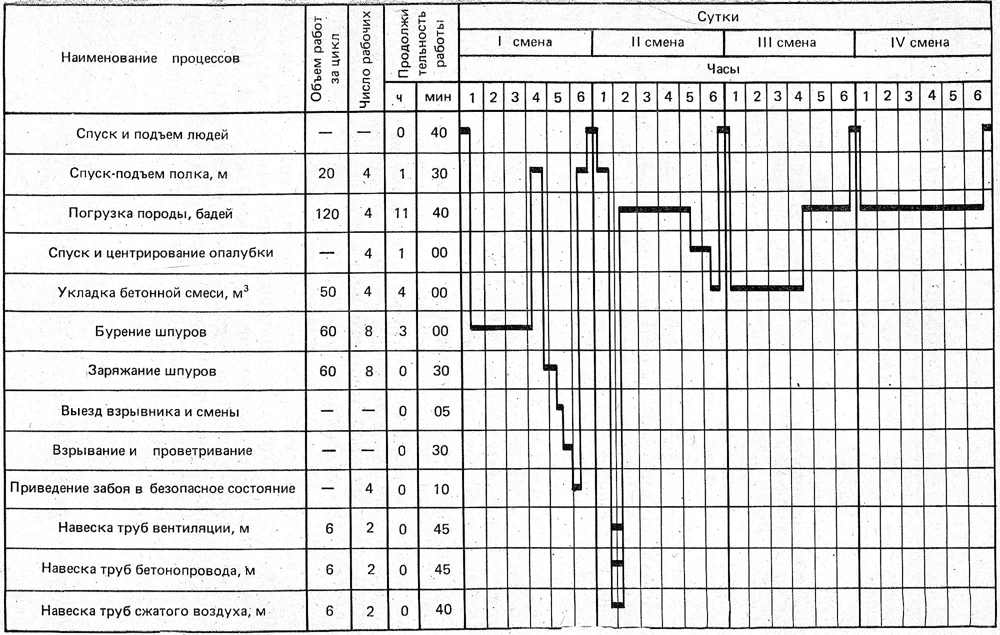 Наименование процессов
Объем работ
за цикл
Число рабочих
Продолжи
тельность
работы
ч мин
Сутки
I смена II смена III смена IV смена
Часы
1 2 3 4 5 6 1 2 3 4 5 6 1 2 3 4 5 6 1 2 3 4 5 6
Спуск и подъем людей — — 0 40
Спуск-подъем полка, м 20 4 1 30
Погрузка породы, бадей 120 4 11 40
Спуск и центрирование опалубки — 4 1 00
Укладка бетонной смеси, м³ 50 4 4 00
Бурение шпуров 60 8 3 00
Заряжание шпуров 60 8 0 30
Выезд взрывника и смены — — 0 05
Взрывание и проветривание — — 0 30
Приведение забоя в безопасное состояние — 4 0 10
Навеска труб вентиляции, м 6 2 0 45
Навеска труб бетонопровода, м 6 2 0 45
Навеска труб сжатого воздуха, м 6 2 0 40